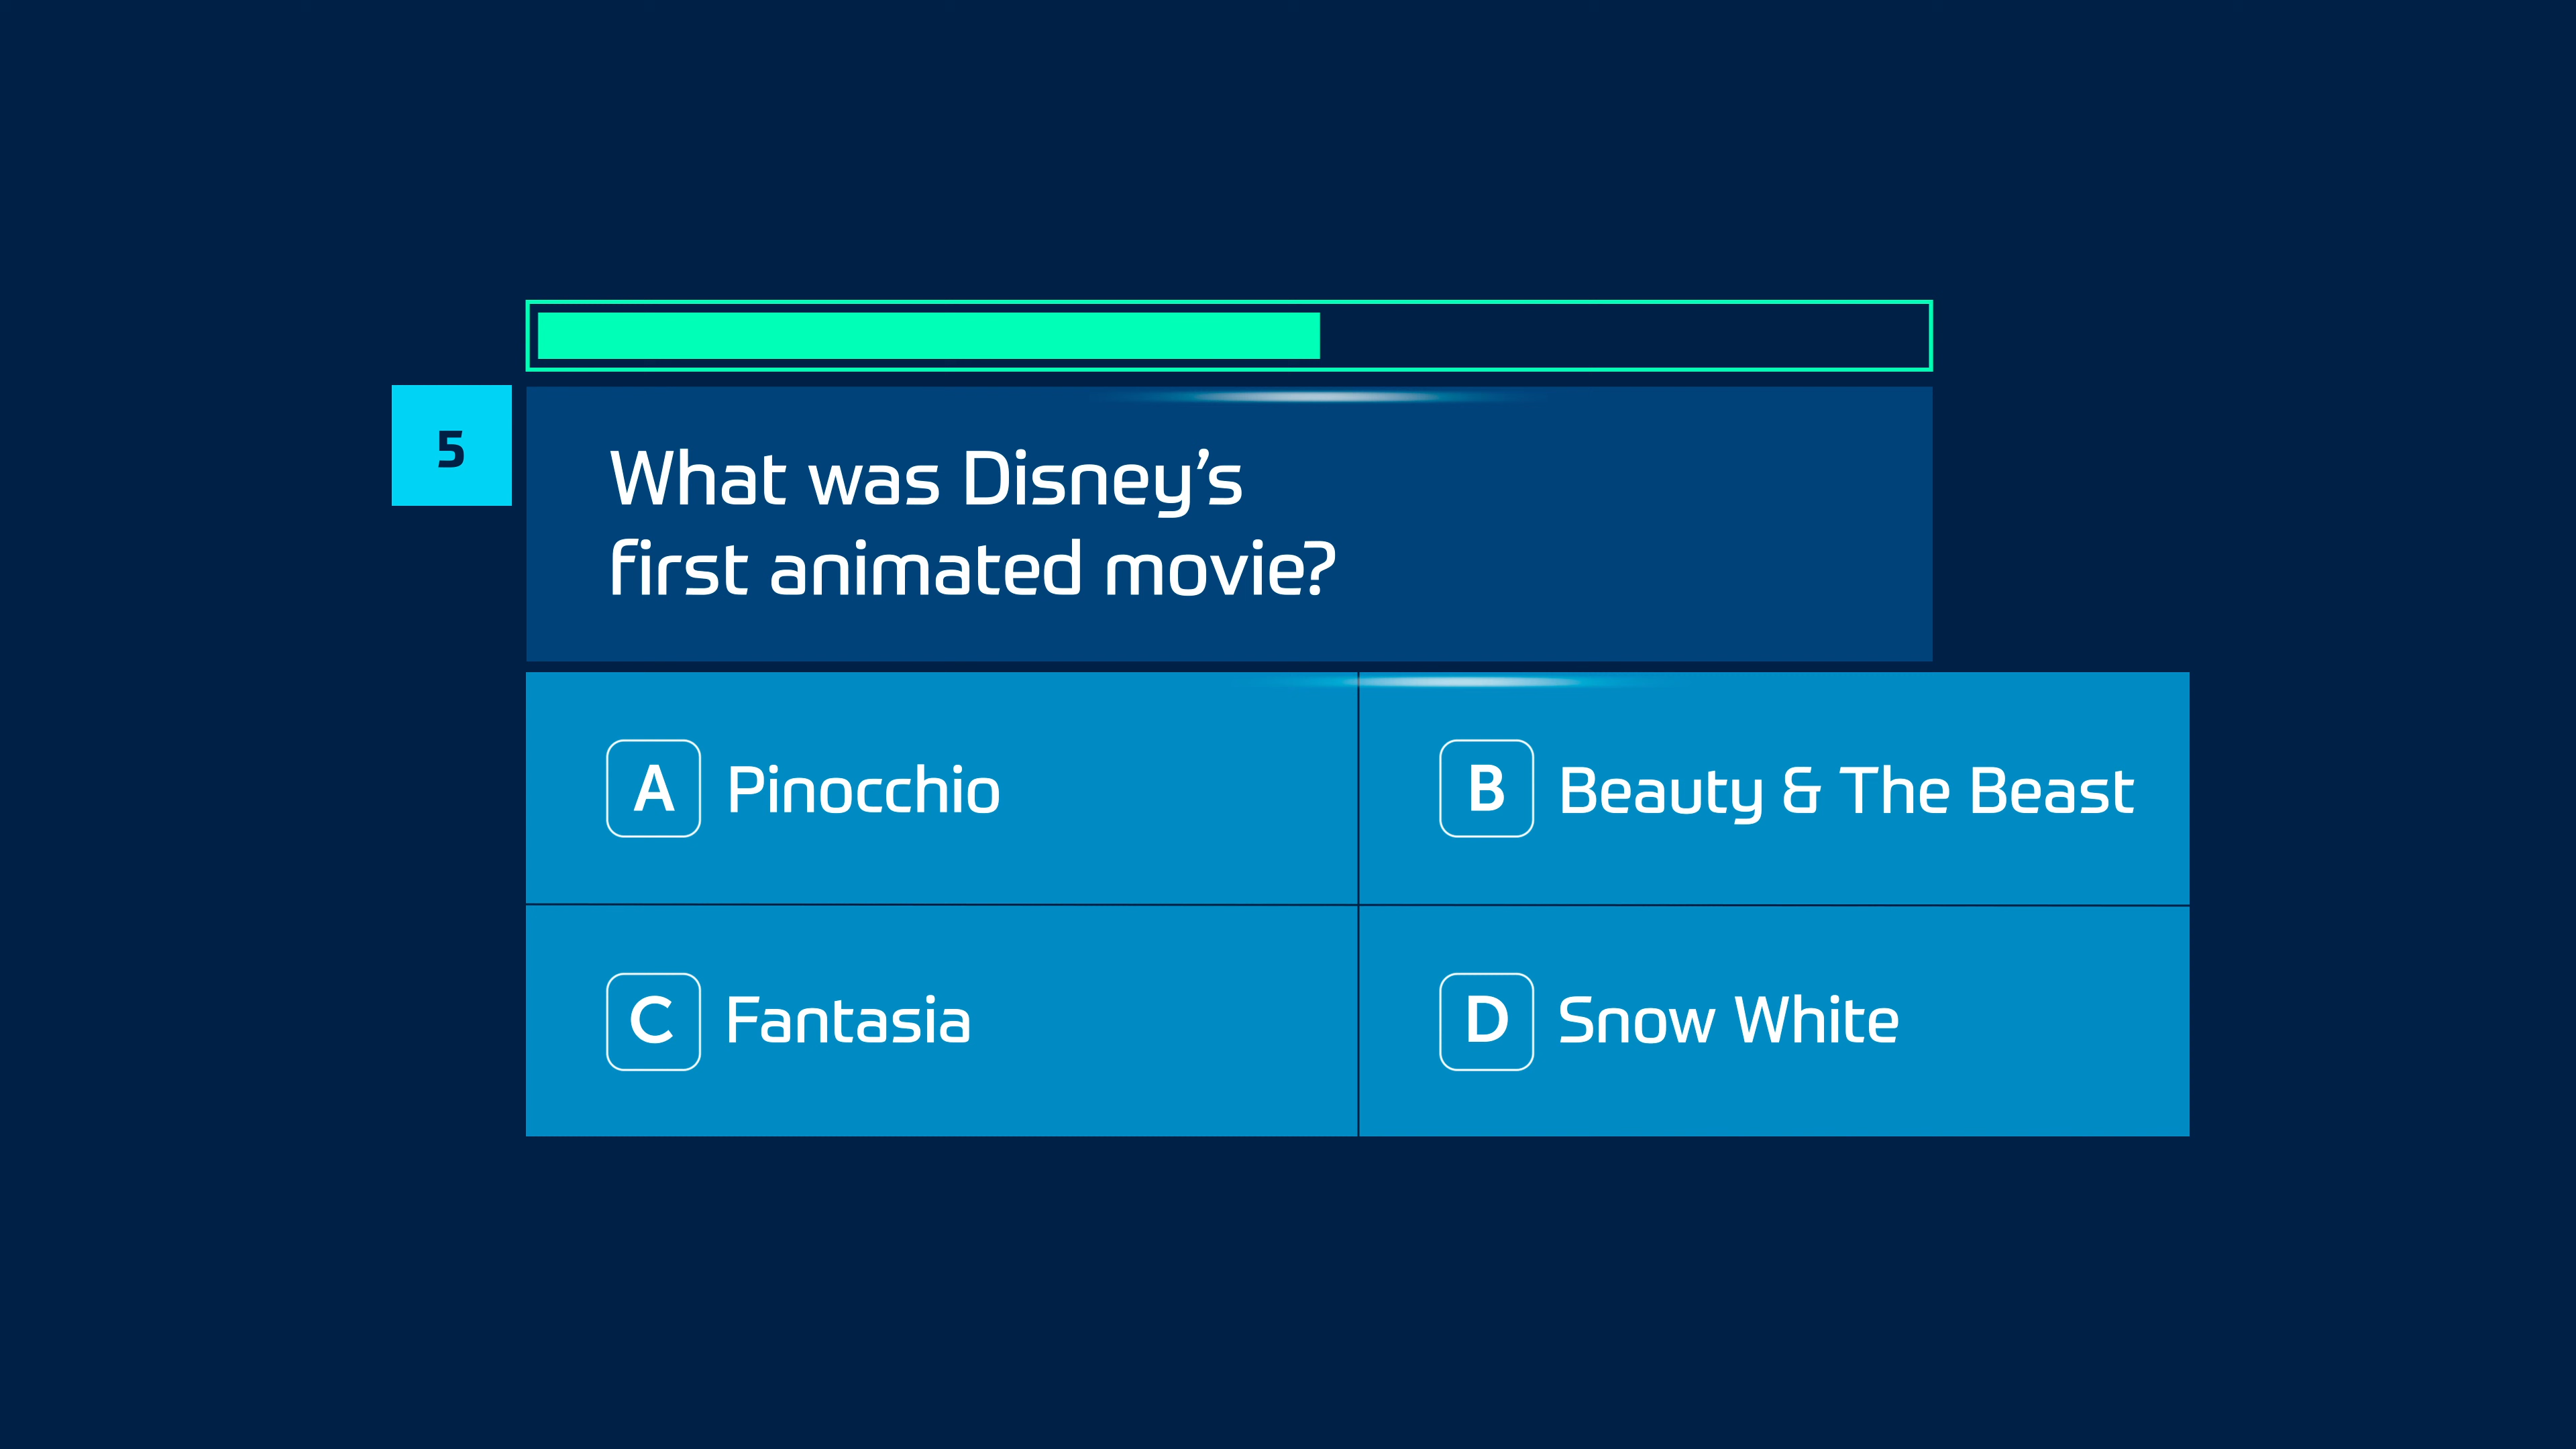 5
What was Disney’s
first animated movie?
A Pinocchio
B Beauty & The Beast
C Fantasia
D Snow White